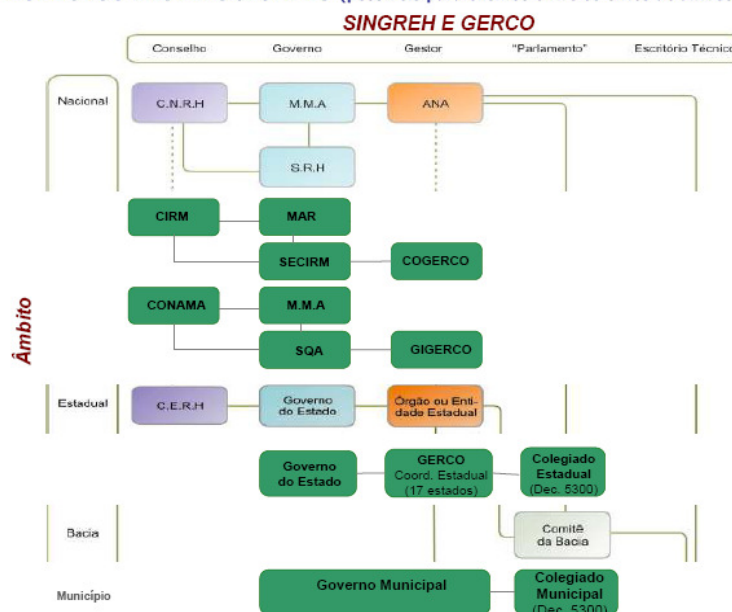 SINGREH E GERCO
Conselho Governo Gestor "Parlamento" Escritório Técnico
Nacional
C.N.R.H M.M.A ANA
S.R.H
CIRM MAR
SECIRM COGERCO
CONAMA M.M.A
SQA GIGERCO
Âmbito
Estadual
C.E.R.H
Governo
do Estado
Órgão ou Enti-
dade Estadual
Governo
do Estado
GERCO
Coord. Estadual
(17 estados)
Colegiado
Estadual
(Dec. 5300)
Bacia
Comitê
da Bacia
Município
Governo Municipal
Colegiado
Municipal
(Dec. 5300)